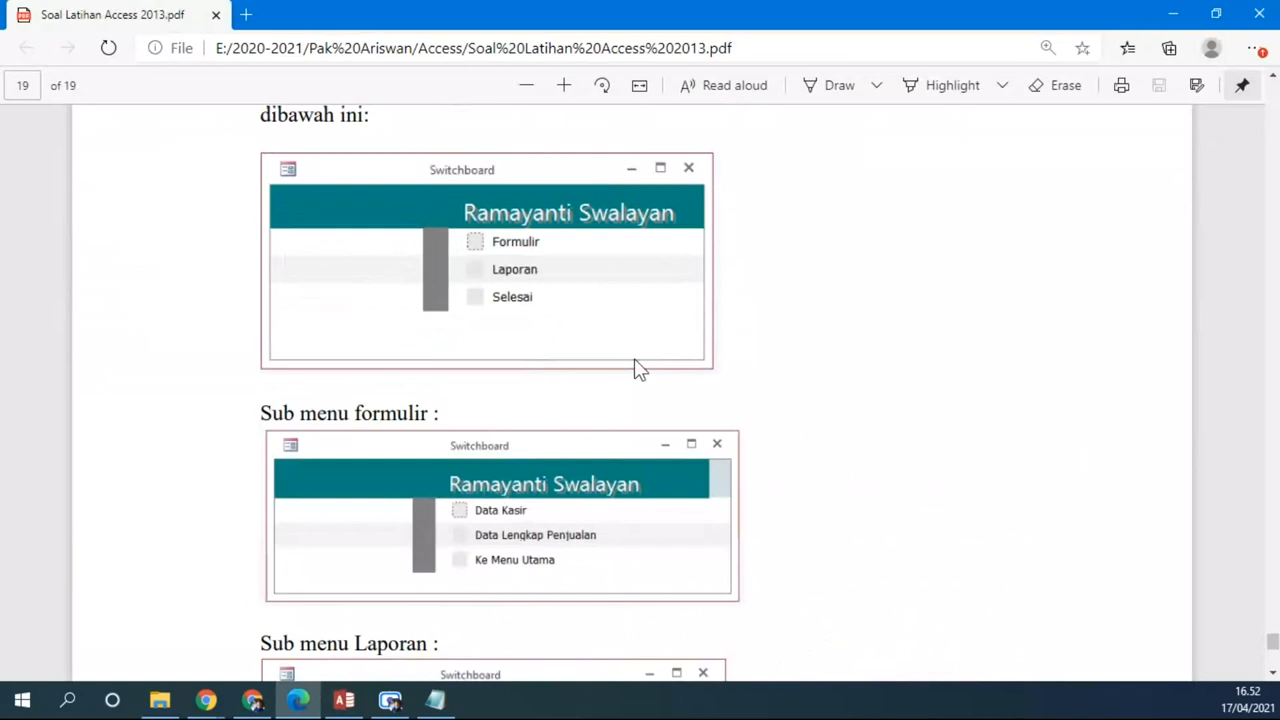 Soal Latihan Access 2013.pdf
File E:/2020-2021/Pak%20Ariswan/Access/Soal%20Latihan%20Access%202013.pdf
19 of 19 Read aloud Draw Highlight Erase
dibawah ini:
Switchboard
Ramayanti Swalayan
Formulir
Laporan
Selesai
Sub menu formulir :
Switchboard
Ramayanti Swalayan
Data Kasir
Data Lengkap Penjualan
Ke Menu Utama
Sub menu Laporan :
Switchboard
16.52
17/04/2021